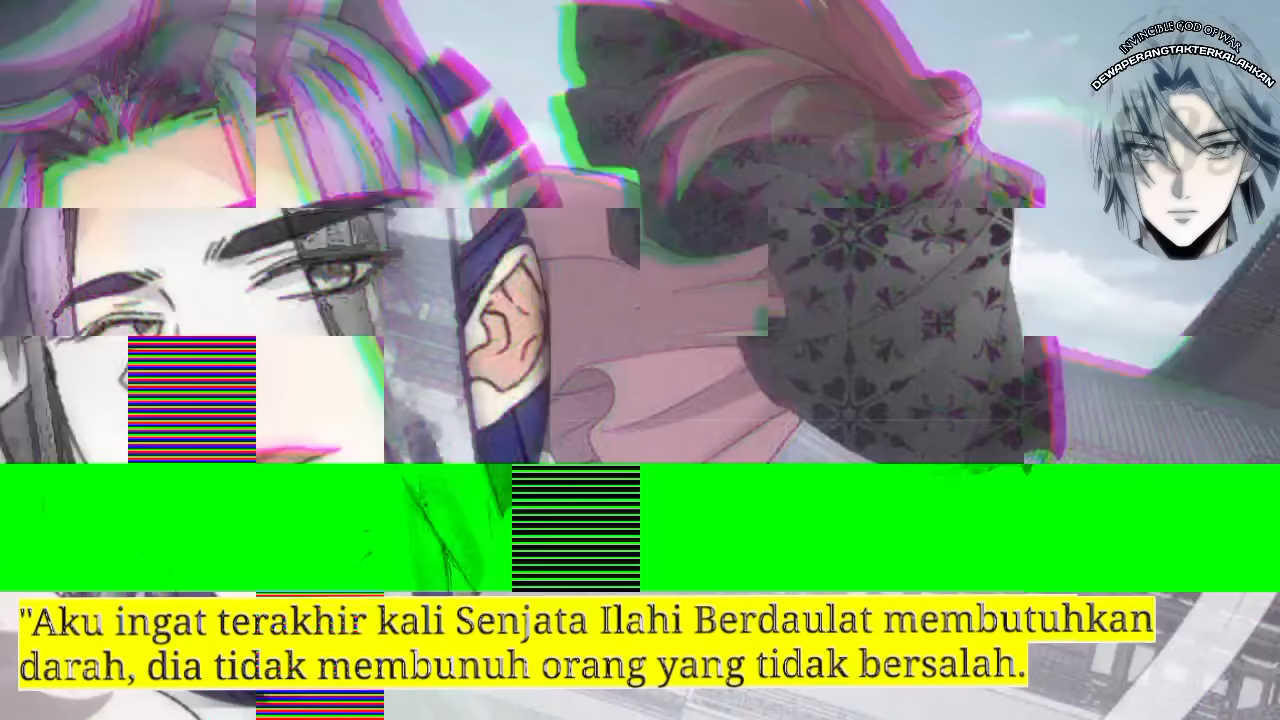 INVINCIBLE GOD OF WAR
DEWAPERANGTAKTERKALAHKAN
"Aku ingat terakhir kali Senjata Ilahi Berdaulat membutuhkan
darah, dia tidak membunuh orang yang tidak bersalah.